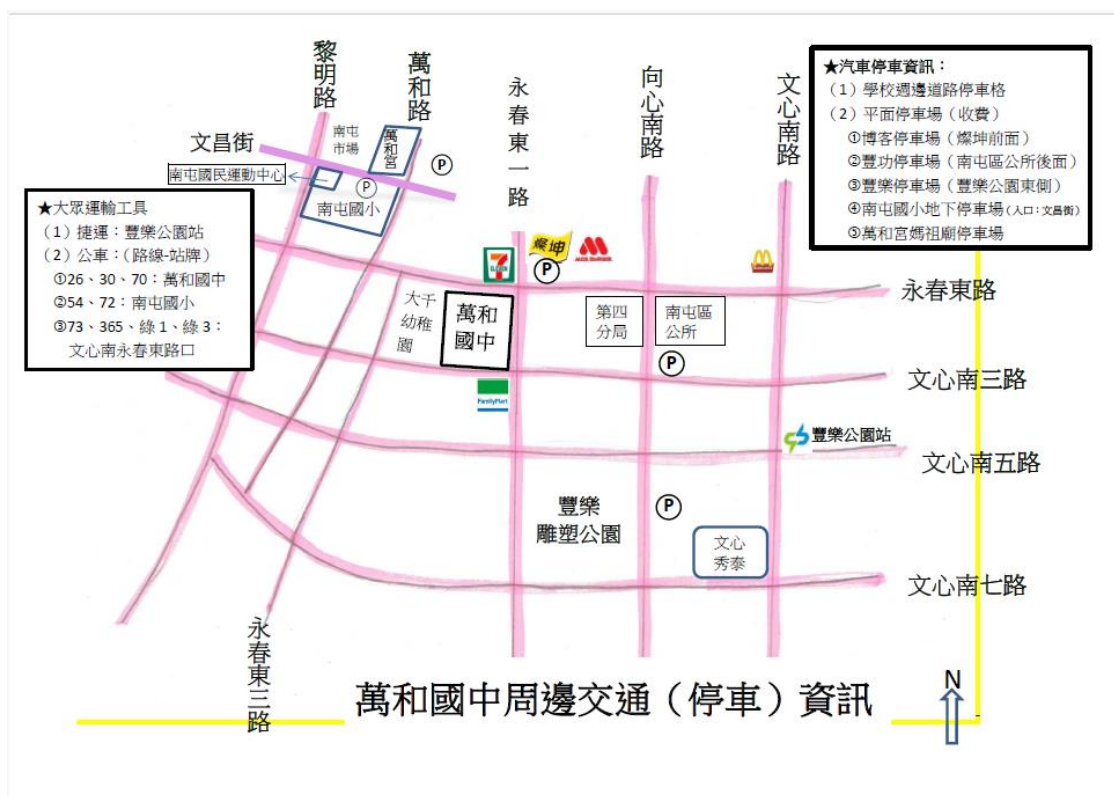 黎明路
萬和路
永春東一路
向心南路
文心南路
★汽車停車資訊：
（1）學校週邊道路停車格
（2）平面停車場（收費）
①博客停車場（燦坤前面）
②豐功停車場（南屯區公所後面）
③豐樂停車場（豐樂公園東側）
④南屯國小地下停車場（入口：文昌街）
⑤萬和宮媽祖廟停車場
文昌街
南屯
市場
萬和宮
P
南屯國民運動中心
P
南屯國小
★大眾運輸工具
（1）捷運：豐樂公園站
（2）公車：（路線-站牌）
①26、30、70：萬和國中
②54、72：南屯國小
③73、365、綠1、綠3：
文心南永春東路口
7
ELEVEN
燦坤
P
MOS BURGER
永春東路
大千
幼稚
園
萬和
國中
第四
分局
南屯區
公所
P
FamilyMart
文心南三路
豐樂公園站
文心南五路
豐樂
雕塑公園
P
文心
秀泰
文心南七路
永春東三路
萬和國中周邊交通（停車）資訊
N